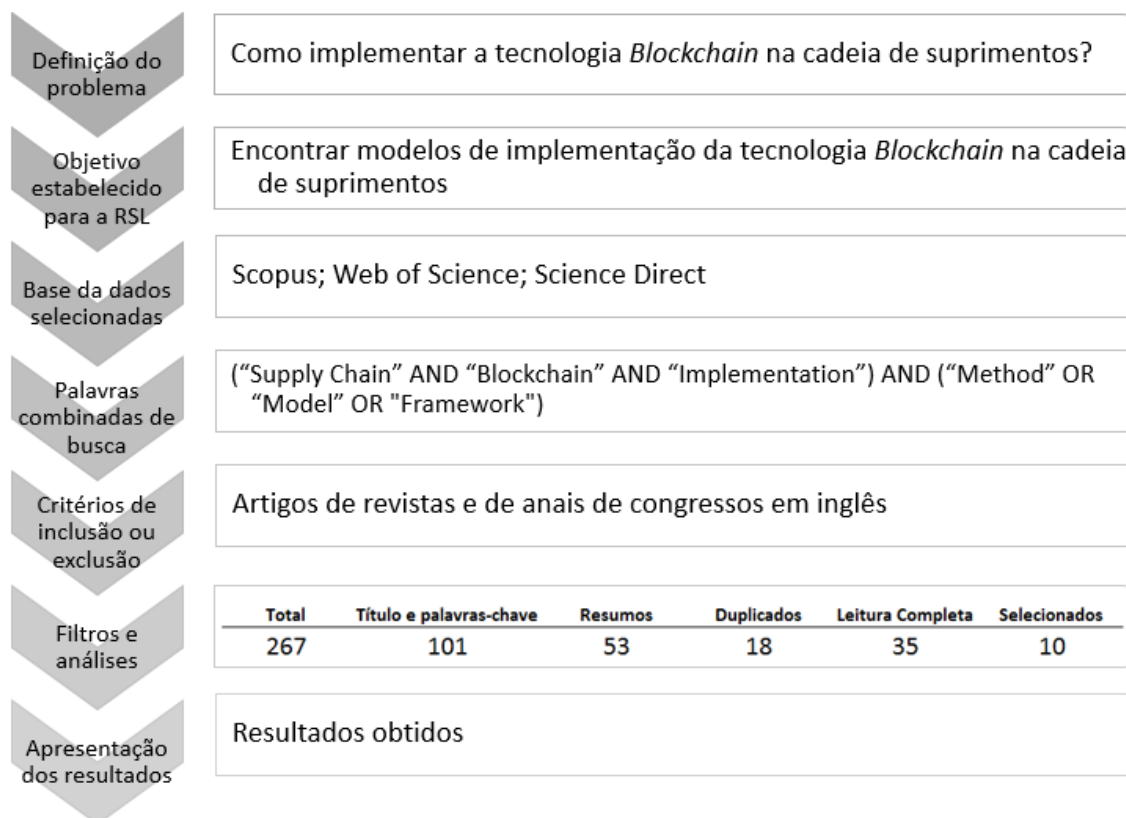 Definição do
problema
Como implementar a tecnologia Blockchain na cadeia de suprimentos?
Objetivo
estabelecido
para a RSL
Encontrar modelos de implementação da tecnologia Blockchain na cadeia
de suprimentos
Base da dados
selecionadas
Scopus; Web of Science; Science Direct
Palavras
combinadas de
busca
(“Supply Chain” AND “Blockchain” AND “Implementation”) AND (“Method” OR
“Model” OR "Framework")
Critérios de
inclusão ou
exclusão
Artigos de revistas e de anais de congressos em inglês
Filtros e
análises
Total Título e palavras-chave Resumos Duplicados Leitura Completa Selecionados
267 101 53 18 35 10
Apresentação
dos resultados
Resultados obtidos